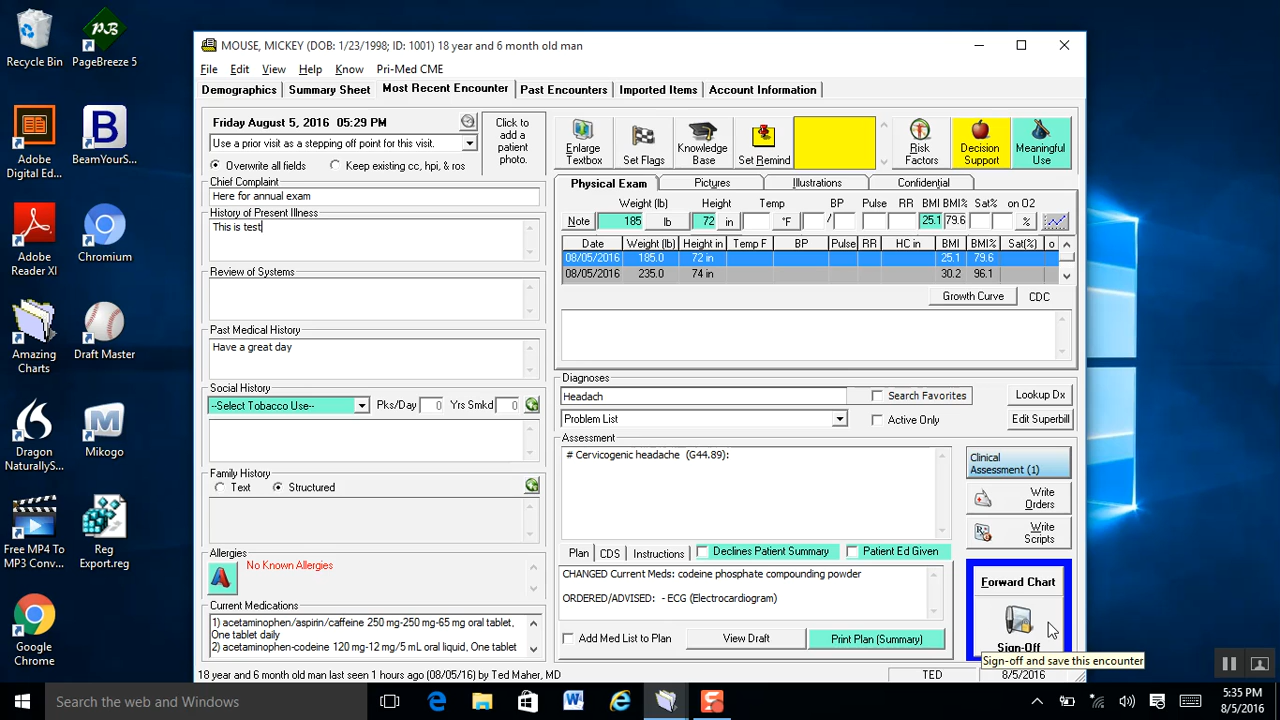 Recycle Bin
PageBreeze 5
Adobe
Digital Ed...
BeamYourS...
Adobe
Reader XI
Chromium
Amazing
Charts
Draft Master
Dragon
NaturallyS...
Mikogo
Free MP4 To
MP3 Conv...
Reg
Export.reg
Google
Chrome
MOUSE, MICKEY (DOB: 1/23/1998; ID: 1001) 18 year and 6 month old man
File Edit View Help Know Pri-Med CME
Demographics Summary Sheet Most Recent Encounter Past Encounters Imported Items Account Information
Friday August 5, 2016 05:29 PM
Use a prior visit as a stepping off point for this visit.
Overwrite all fields Keep existing cc, hpi, & ros
Click to
add a
patient
photo.
Chief Complaint
Here for annual exam
History of Present Illness
This is test
Review of Systems
Past Medical History
Have a great day
Social History
--Select Tobacco Use-- Pks/Day 0 Yrs Smkd 0
Family History
Text Structured
Allergies
No Known Allergies
Current Medications
1) acetaminophen/aspirin/caffeine 250 mg-250 mg-65 mg oral tablet,
One tablet daily
2) acetaminophen-codeine 120 mg-12 mg/5 mL oral liquid, One tablet
Enlarge
Textbox
Set Flags
Knowledge
Base
Set Remind
Risk
Factors
Decision
Support
Meaningful
Use
Physical Exam Pictures Illustrations Confidential
Weight (lb) Height Temp BP Pulse RR BMI BMI% Sat% on O2
Note 185 lb 72 in °F / 25.1 79.6 %
Date Weight (lb) Height in Temp F BP Pulse RR HC in BMI BMI% Sat(%) o
08/05/2016 185.0 72 in 25.1 79.6
08/05/2016 235.0 74 in 30.2 96.1
Growth Curve CDC
Diagnoses
Headach Search Favorites Lookup Dx
Problem List Active Only Edit Superbill
Assessment
# Cervicogenic headache (G44.89):
Clinical
Assessment (1)
Write
Orders
Write
Scripts
Plan CDS Instructions Declines Patient Summary Patient Ed Given
CHANGED Current Meds: codeine phosphate compounding powder
ORDERED/ADVISED: - ECG (Electrocardiogram)
Add Med List to Plan View Draft Print Plan (Summary)
Forward Chart
Sign-Off
Sign-off and save this encounter
18 year and 6 month old man last seen 1 hours ago (08/05/16) by Ted Maher, MD TED 8/5/2016
Search the web and Windows
5:35 PM
8/5/2016